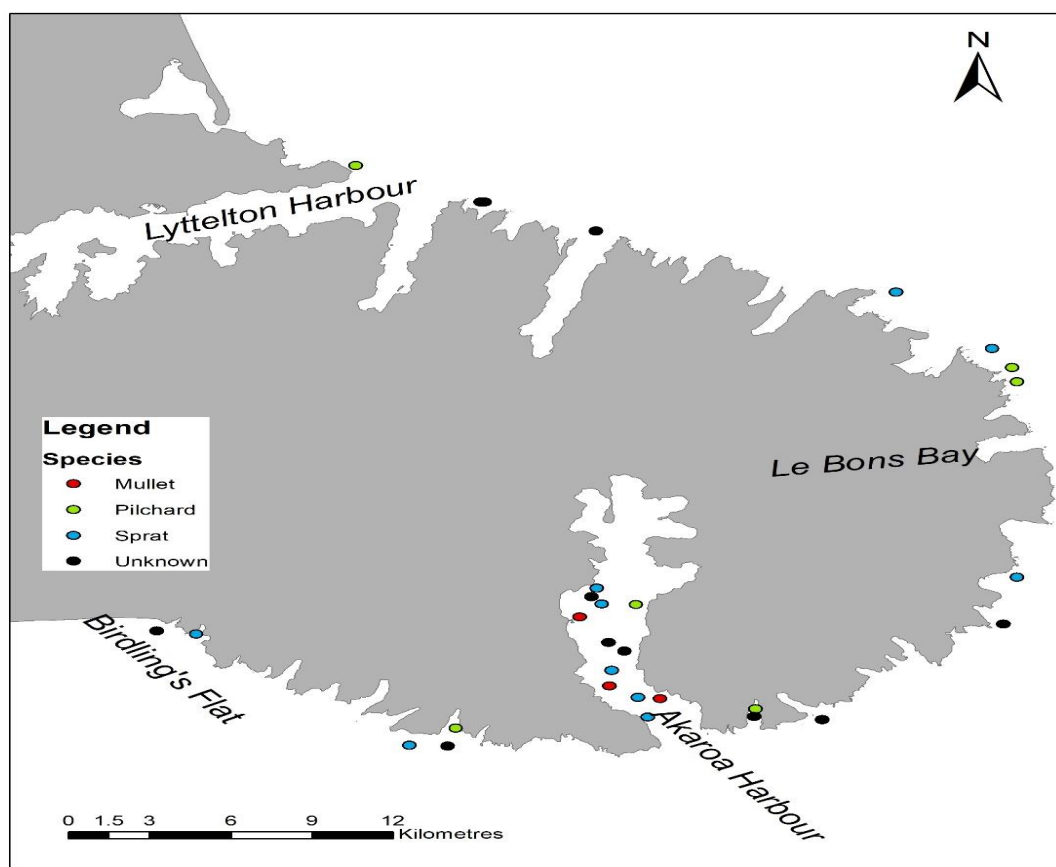 N
Lyttelton Harbour
Le Bons Bay
Legend
Species
Mullet
Pilchard
Sprat
Unknown
Birdling's Flat
Akaroa Harbour
0 1.5 3 6 9 12
Kilometres